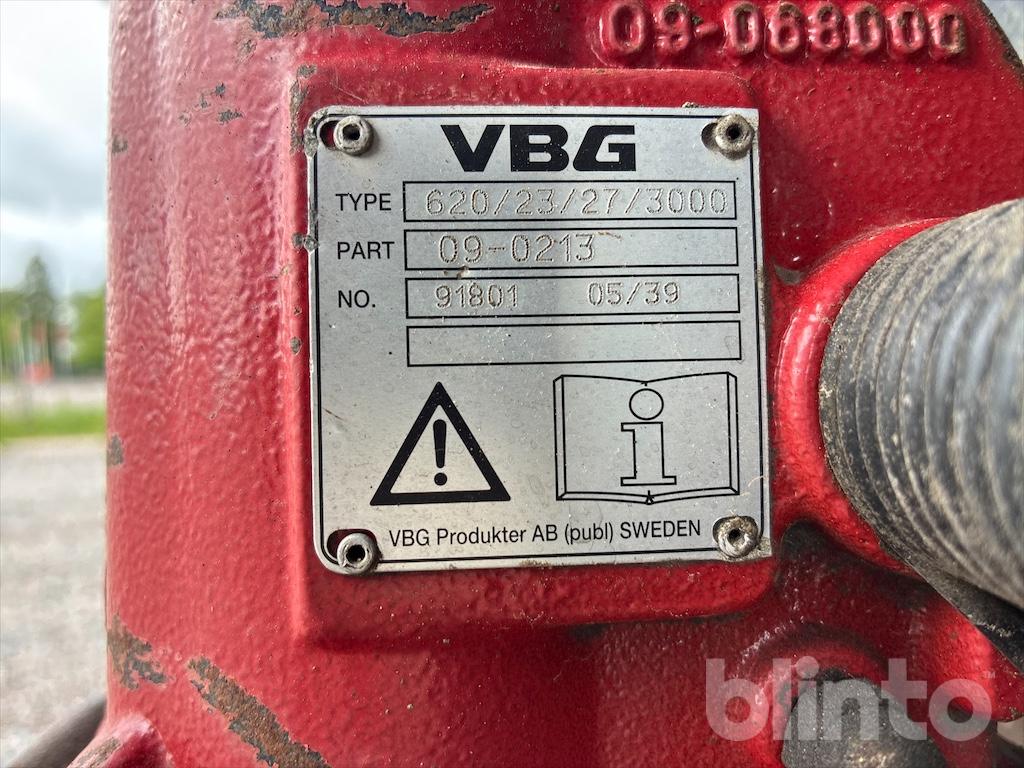 09-068000
VBG
TYPE 620/23/27/3000
PART 09-0213
NO. 91801 05/39
VBG Produkter AB (publ) SWEDEN
blinto™